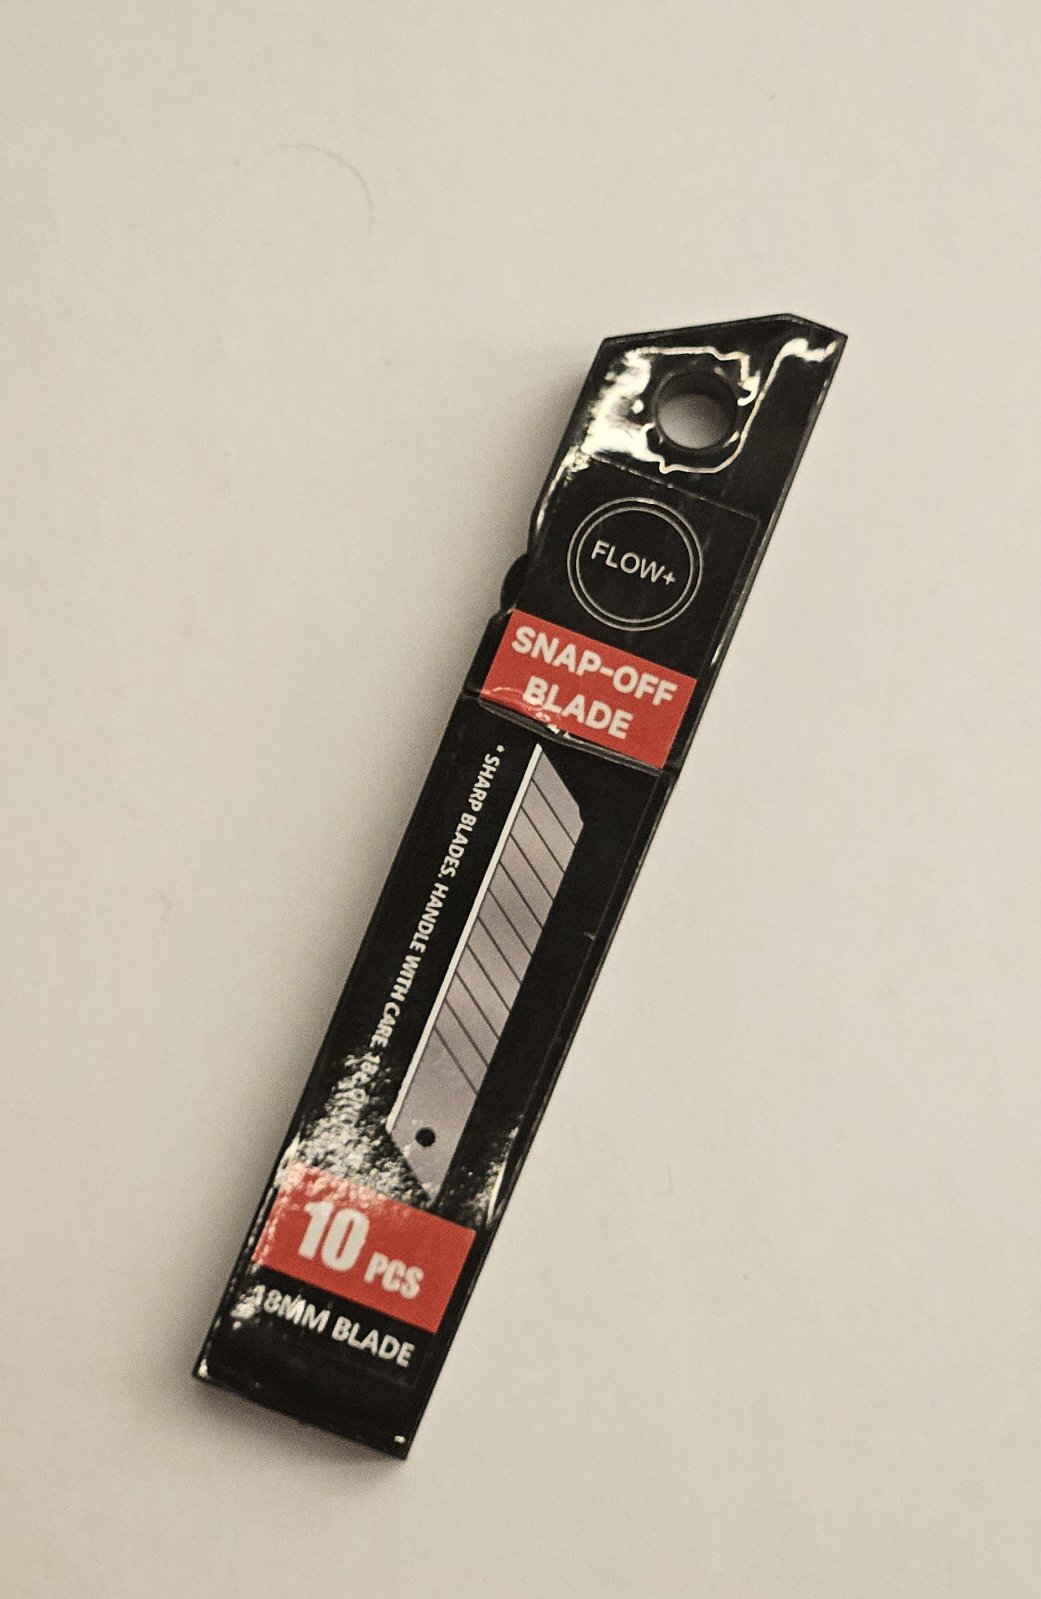 FLOW+
SNAP-OFF
BLADE
* SHARP BLADES. HANDLE WITH CARE
10 PCS
18MM BLADE